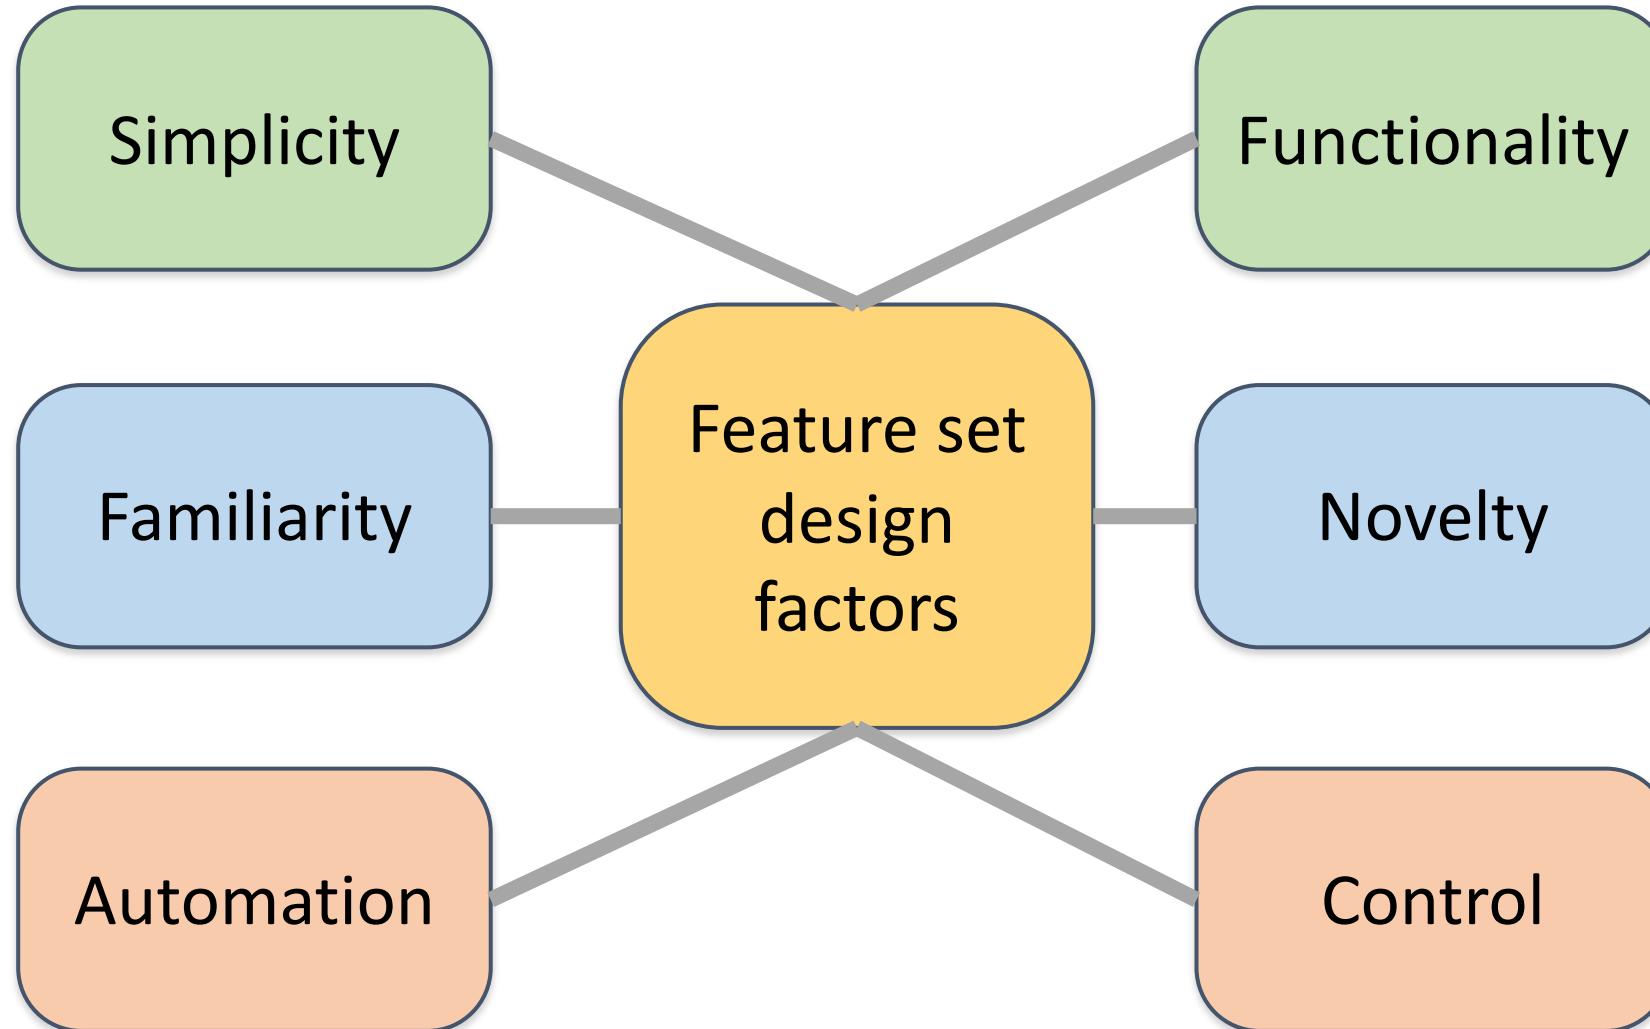 Simplicity
Functionality
Feature set
design
factors
Familiarity
Novelty
Automation
Control